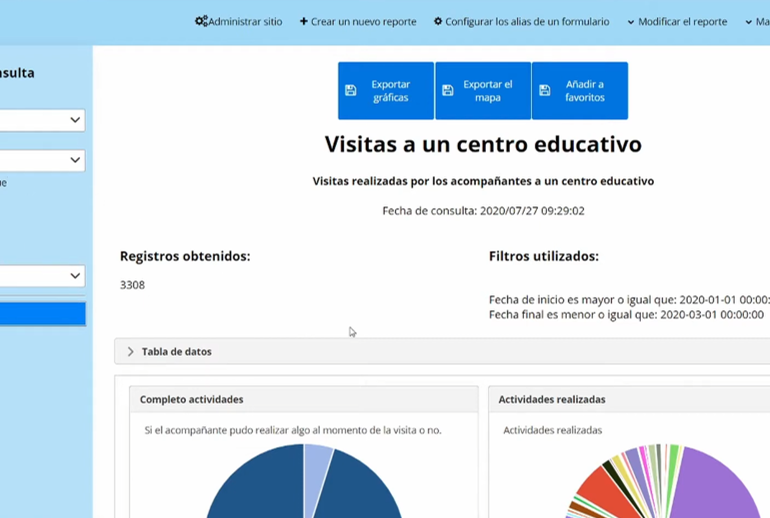 Administrar sitio
Crear un nuevo reporte
Configurar los alias de un formulario
Modificar el reporte
Exportar gráficas
Exportar el mapa
Añadir a favoritos
Visitas a un centro educativo
Visitas realizadas por los acompañantes a un centro educativo
Fecha de consulta: 2020/07/27 09:29:02
Registros obtenidos:
3308
Filtros utilizados:
Fecha de inicio es mayor o igual que: 2020-01-01 00:00:
Fecha final es menor o igual que: 2020-03-01 00:00:00
Tabla de datos
Completo actividades
Si el acompañante pudo realizar algo al momento de la visita o no.
Actividades realizadas
Actividades realizadas